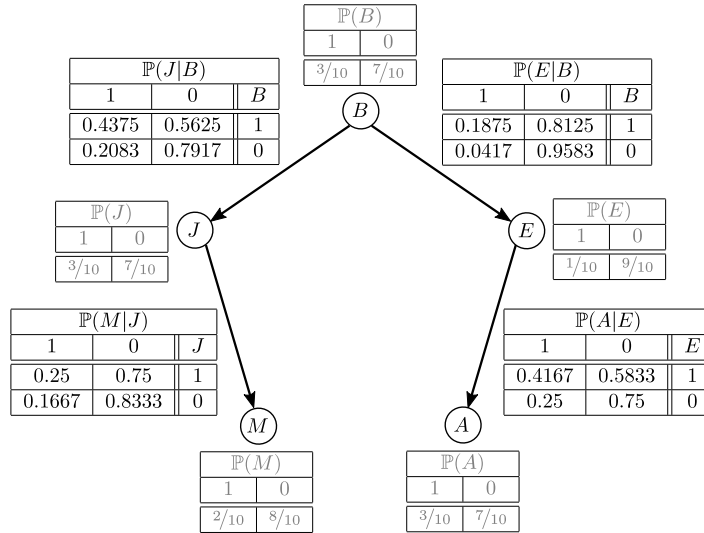 ℙ(B)
1 0
3/10 7/10
B
ℙ(J|B)
1 0 B
0.4375 0.5625 1
0.2083 0.7917 0
ℙ(E|B)
1 0 B
0.1875 0.8125 1
0.0417 0.9583 0
ℙ(J)
1 0
3/10 7/10
J
E
ℙ(E)
1 0
1/10 9/10
ℙ(M|J)
1 0 J
0.25 0.75 1
0.1667 0.8333 0
ℙ(A|E)
1 0 E
0.4167 0.5833 1
0.25 0.75 0
M
A
ℙ(M)
1 0
2/10 8/10
ℙ(A)
1 0
3/10 7/10